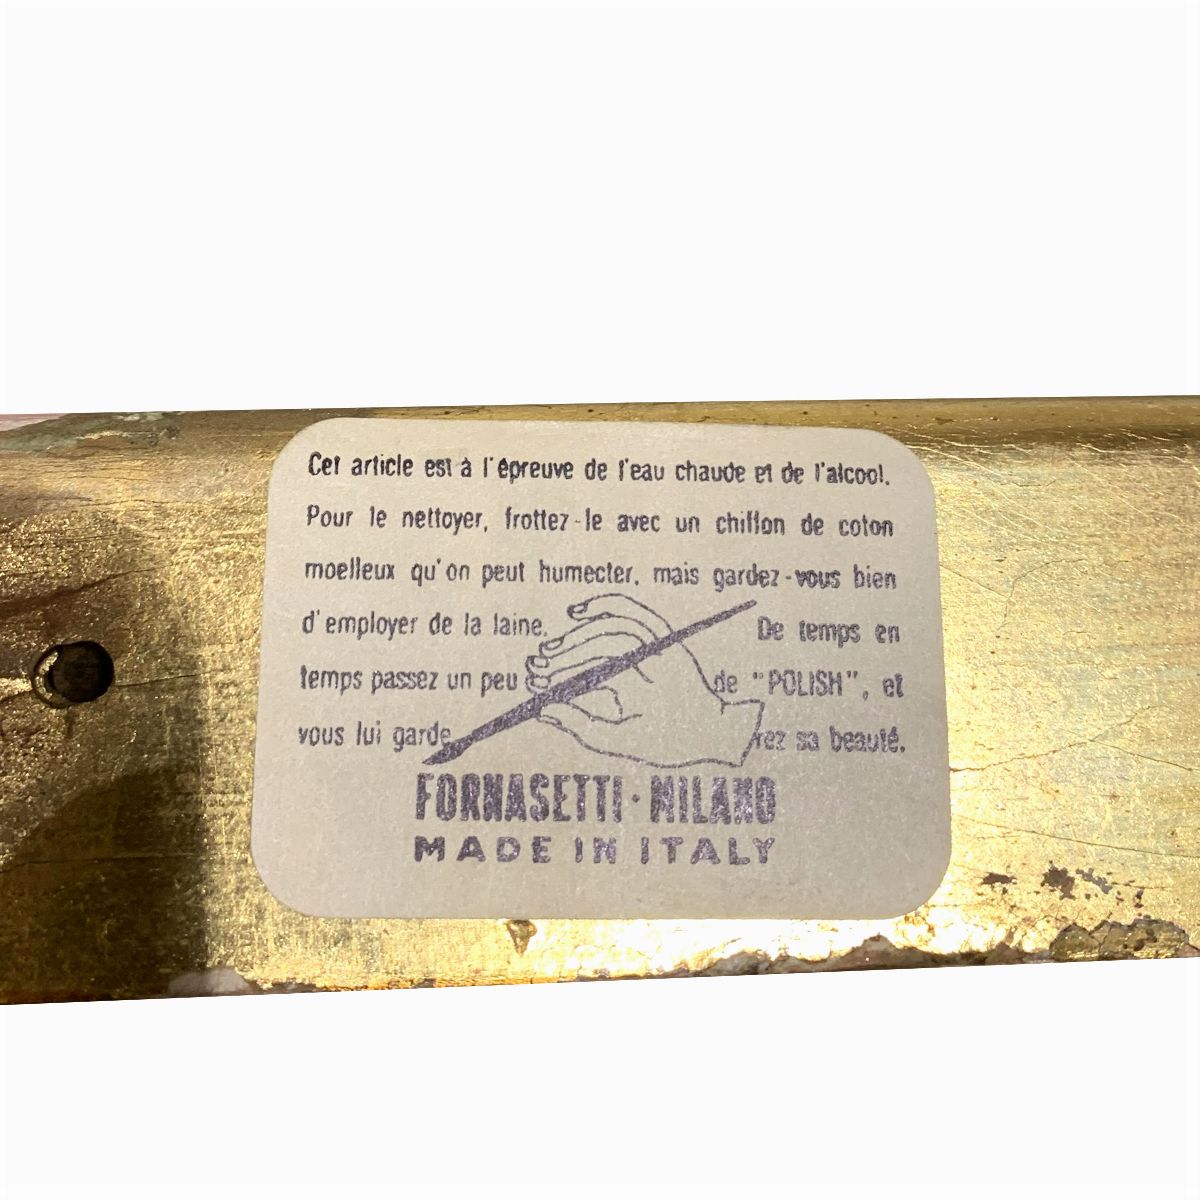 Cet article est à l'épreuve de l'eau chaude et de l'alcool.
Pour le nettoyer, frottez-le avec un chiffon de coton
moelleux qu'on peut humecter, mais gardez-vous bien
d'employer de la laine. De temps en
temps passez un peu de "POLISH", et
vous lui garde rez sa beauté.
FORNASETTI · MILANO
MADE IN ITALY